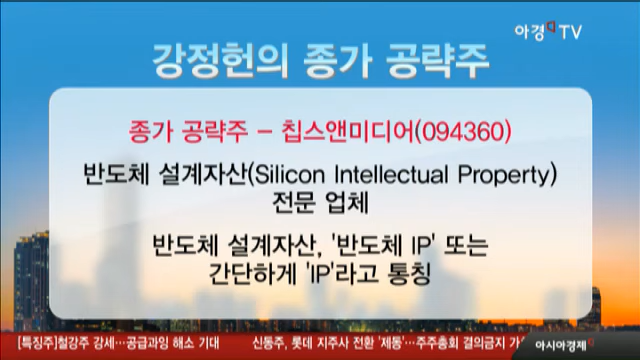 아경 TV
강정헌의 종가 공략주
종가 공략주 - 칩스앤미디어(094360)
반도체 설계자산(Silicon Intellectual Property)
전문 업체
반도체 설계자산, '반도체 IP' 또는
간단하게 'IP'라고 통칭
[특징주]철강주 강세…공급과잉 해소 기대 신동주, 롯데 지주사 전환 '제동'…주주총회 결의금지 가
아시아경제